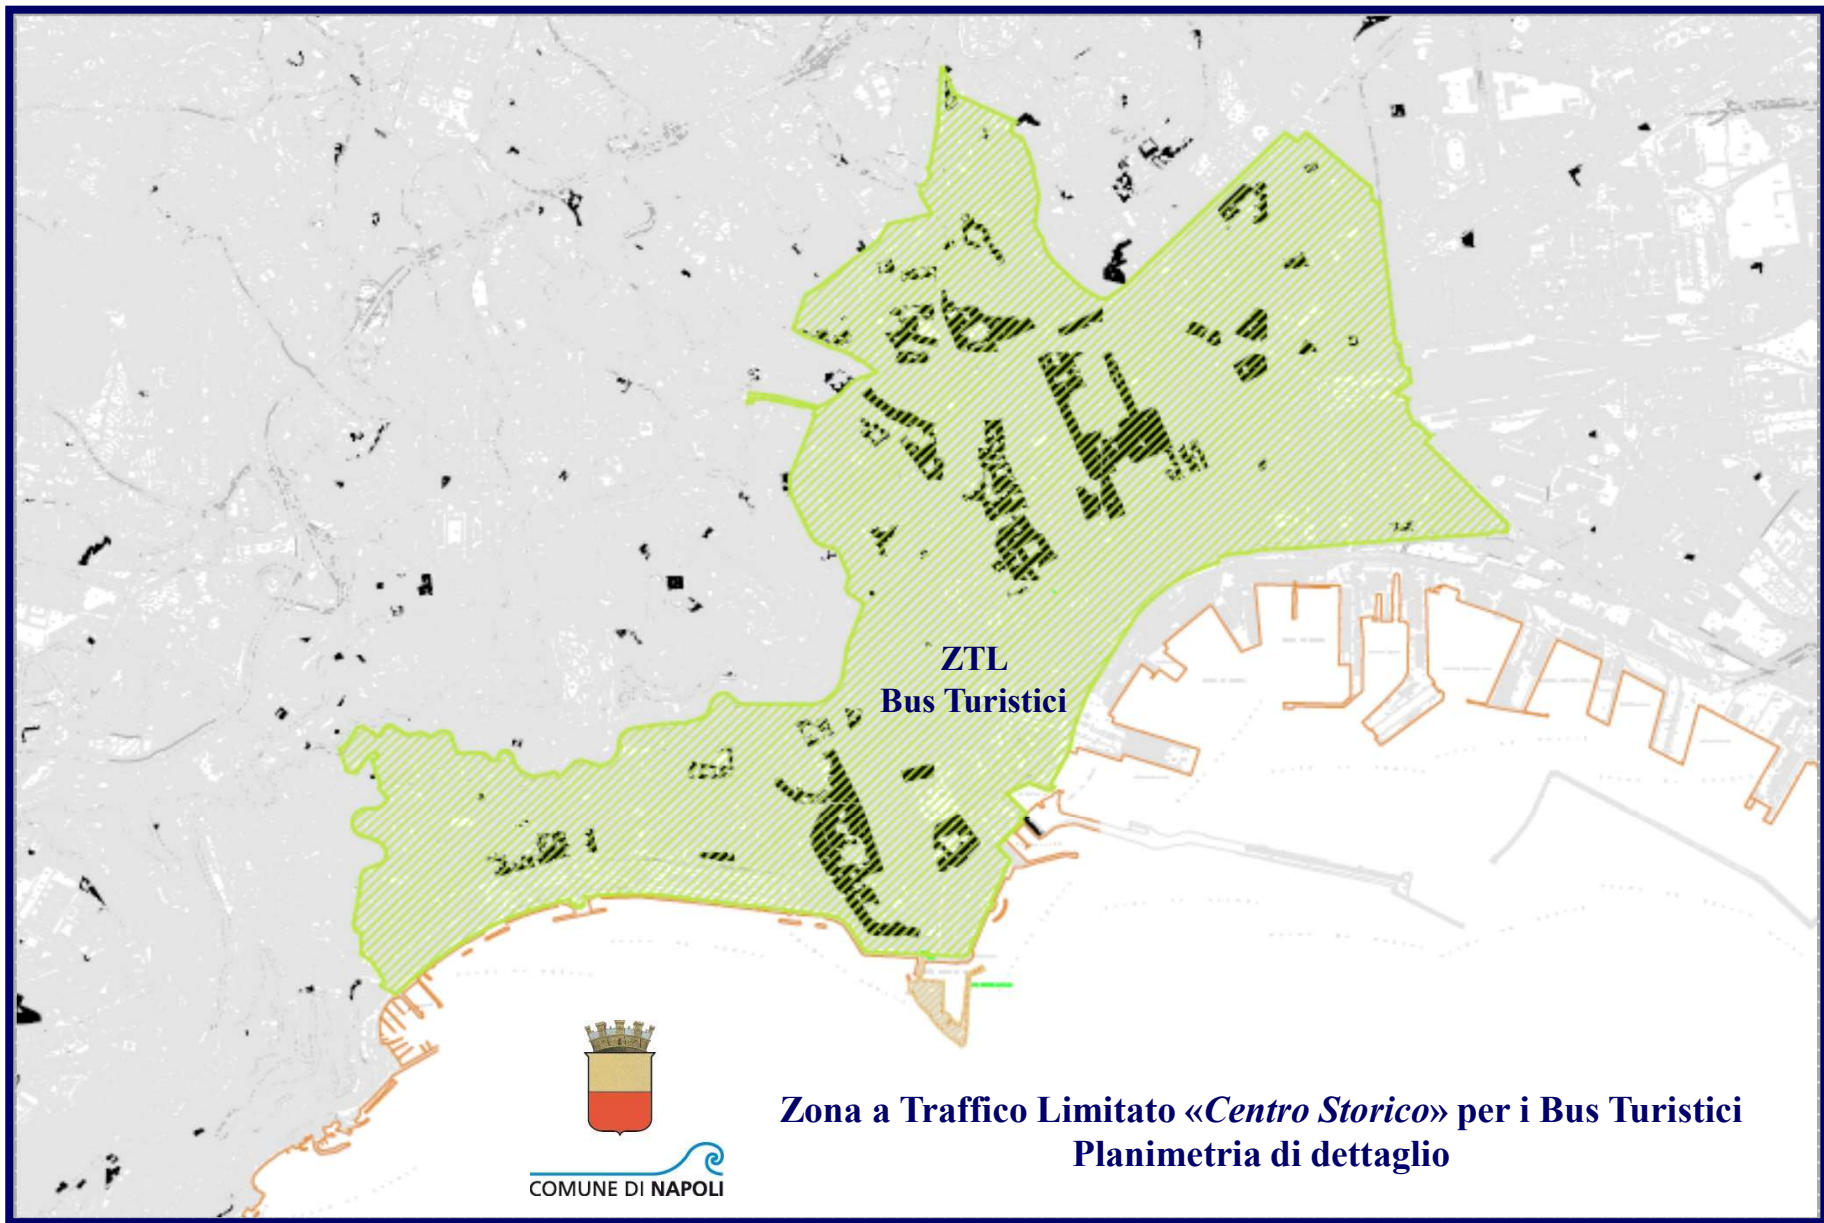 ZTL
Bus Turistici
Zona a Traffico Limitato «Centro Storico» per i Bus Turistici
Planimetria di dettaglio
COMUNE DI NAPOLI